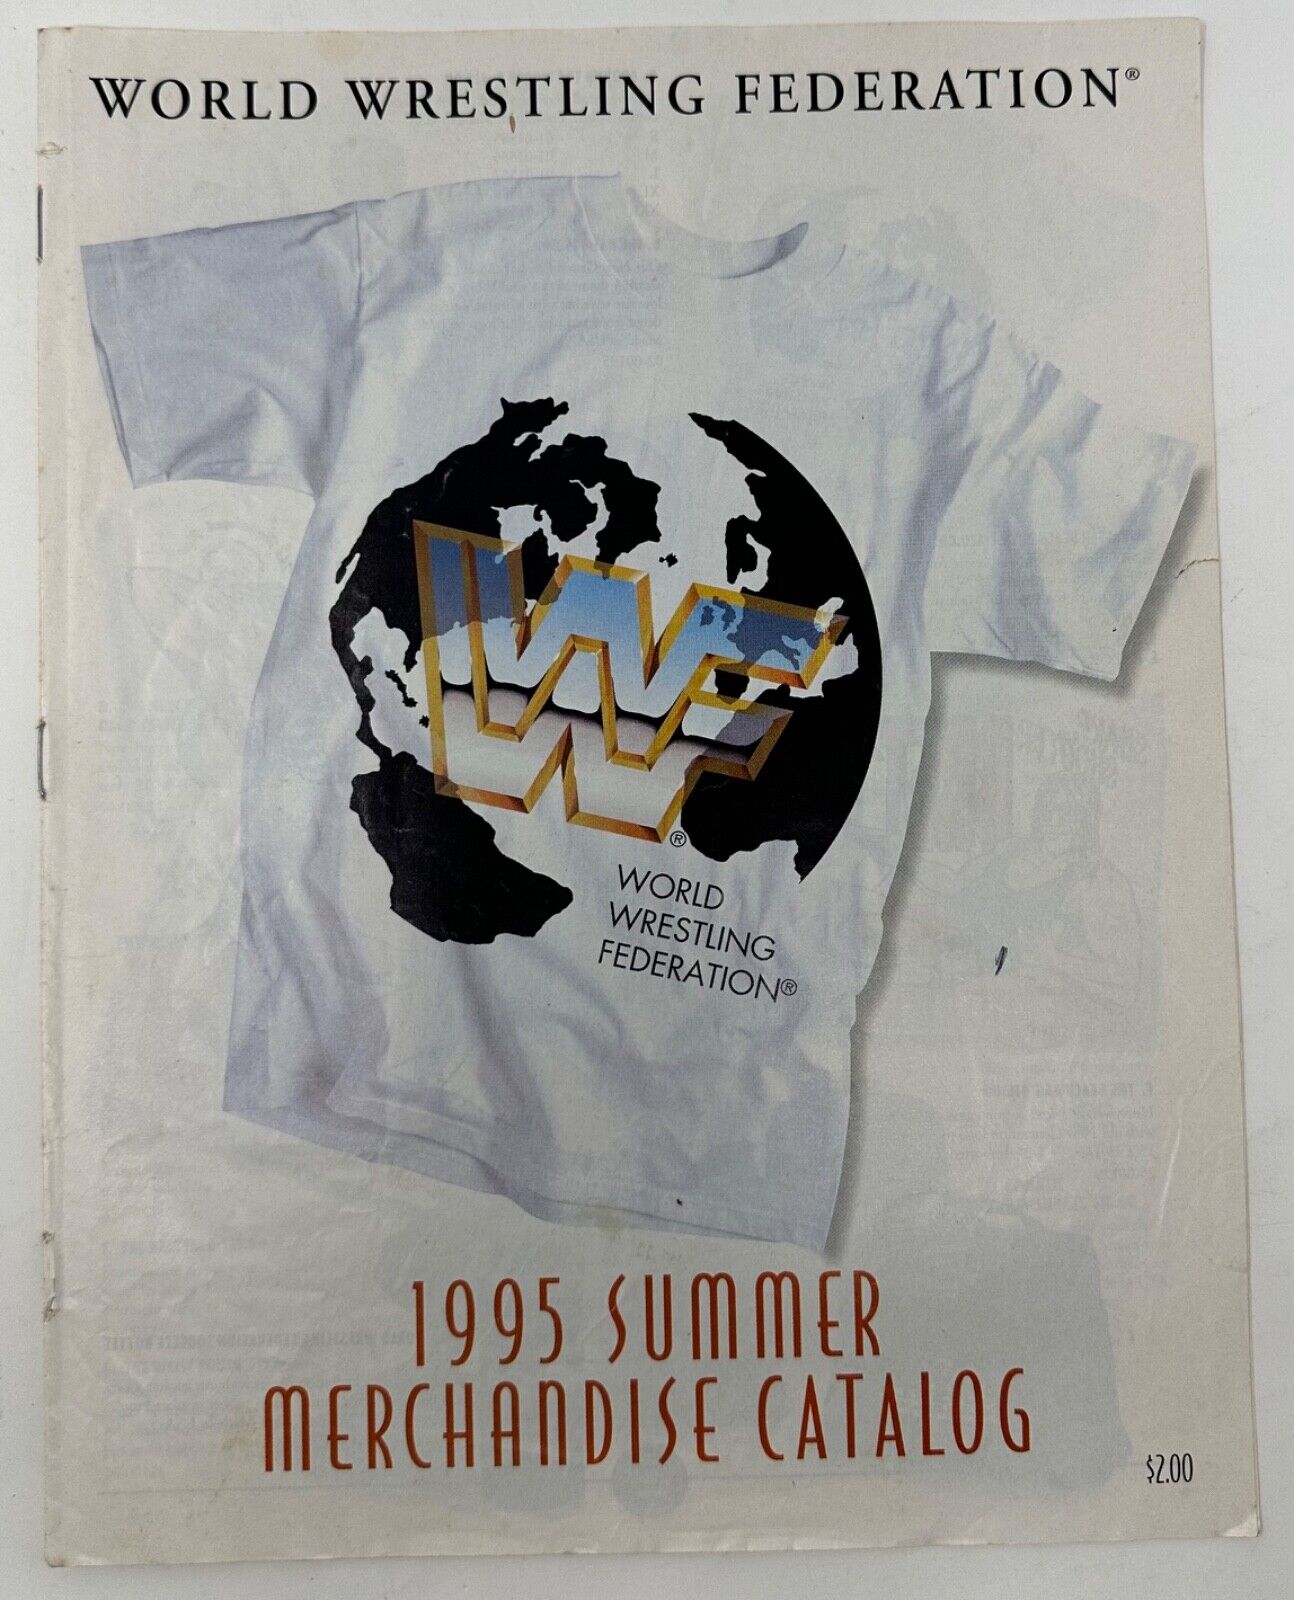 WORLD WRESTLING FEDERATION®
WF
®
WORLD
WRESTLING
FEDERATION®
1995 SUMMER
MERCHANDISE CATALOG
$2.00